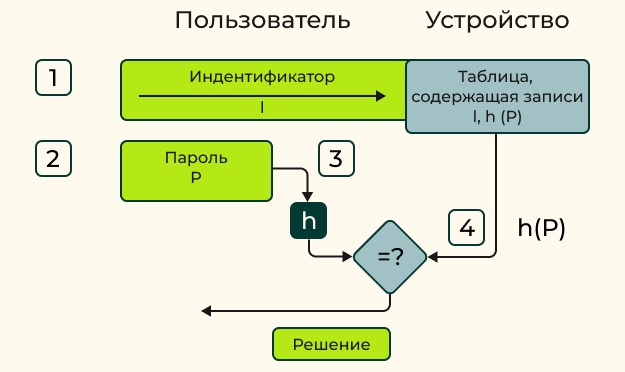 Пользователь
Устройство
1
Индентификатор
I
Таблица,
содержащая записи
I, h (P)
2
Пароль
P
3
h
4
h(P)
=?
Решение